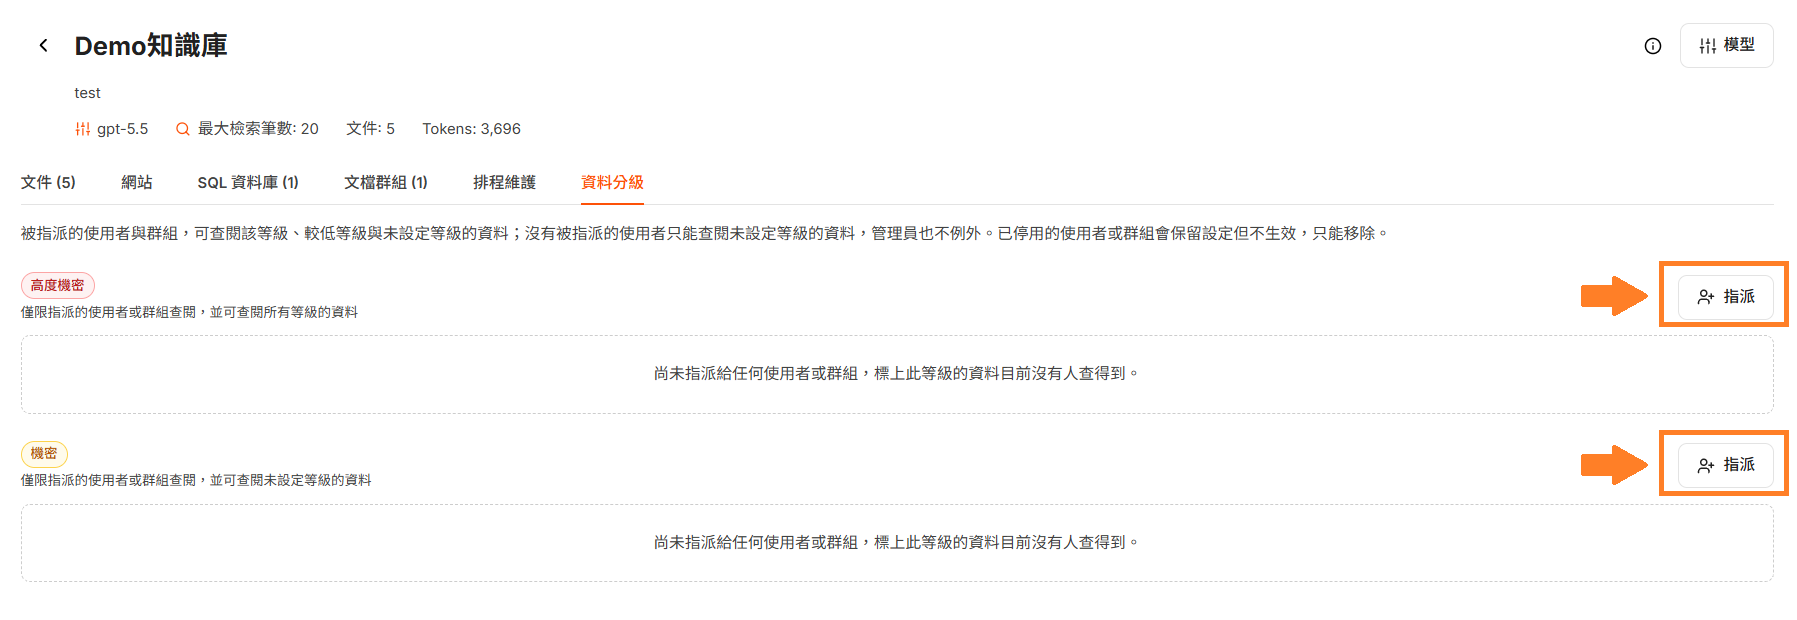 Demo知識庫
模型
test
gpt-5.5 最大檢索筆數: 20 文件: 5 Tokens: 3,696
文件 (5) 網站 SQL 資料庫 (1) 文檔群組 (1) 排程維護 資料分級
被指派的使用者與群組，可查閱該等級、較低等級與未設定等級的資料；沒有被指派的使用者只能查閱未設定等級的資料，管理員也不例外。已停用的使用者或群組會保留設定但不生效，只能移除。
高度機密
指派
僅限指派的使用者或群組查閱，並可查閱所有等級的資料
尚未指派給任何使用者或群組，標上此等級的資料目前沒有人查得到。
機密
指派
僅限指派的使用者或群組查閱，並可查閱未設定等級的資料
尚未指派給任何使用者或群組，標上此等級的資料目前沒有人查得到。